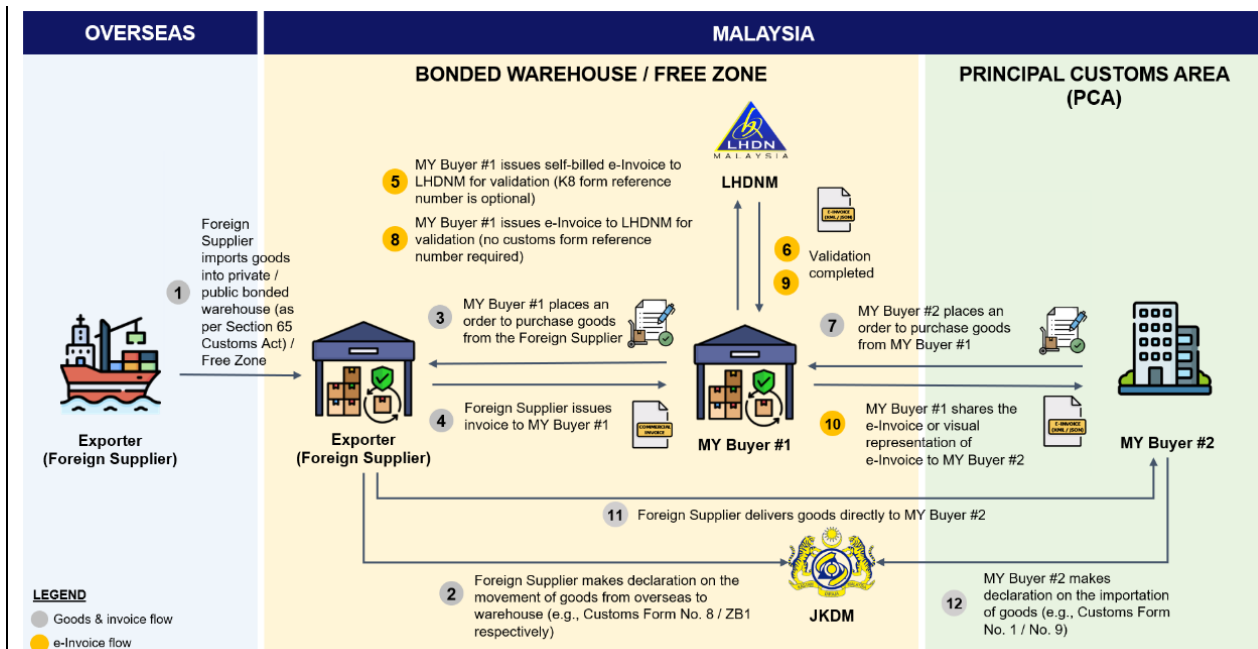 OVERSEAS
MALAYSIA
BONDED WAREHOUSE / FREE ZONE
PRINCIPAL CUSTOMS AREA
(PCA)
LHDN
MALAYSIA
LHDNM
5
MY Buyer #1 issues self-billed e-Invoice to
LHDNM for validation (K8 form reference
number is optional)
8
MY Buyer #1 issues e-Invoice to LHDNM for
validation (no customs form reference
number required)
E-INVOICE
(XML / JSON)
6
9
Validation
completed
1
Foreign
Supplier
imports goods
into private /
public bonded
warehouse (as
per Section 65
Customs Act) /
Free Zone
3
MY Buyer #1 places an
order to purchase goods
from the Foreign Supplier
7
MY Buyer #2 places an
order to purchase goods
from MY Buyer #1
4
Foreign Supplier issues
invoice to MY Buyer #1
COMMERCIAL
INVOICE
10
MY Buyer #1 shares the
e-Invoice or visual
representation of
e-Invoice to MY Buyer #2
E-INVOICE
(XML / JSON)
Exporter
(Foreign Supplier)
Exporter
(Foreign Supplier)
MY Buyer #1
MY Buyer #2
11
Foreign Supplier delivers goods directly to MY Buyer #2
2
Foreign Supplier makes declaration on the
movement of goods from overseas to
warehouse (e.g., Customs Form No. 8 / ZB1
respectively)
JKDM
12
MY Buyer #2 makes
declaration on the importation
of goods (e.g., Customs Form
No. 1 / No. 9)
LEGEND
Goods & invoice flow
e-Invoice flow